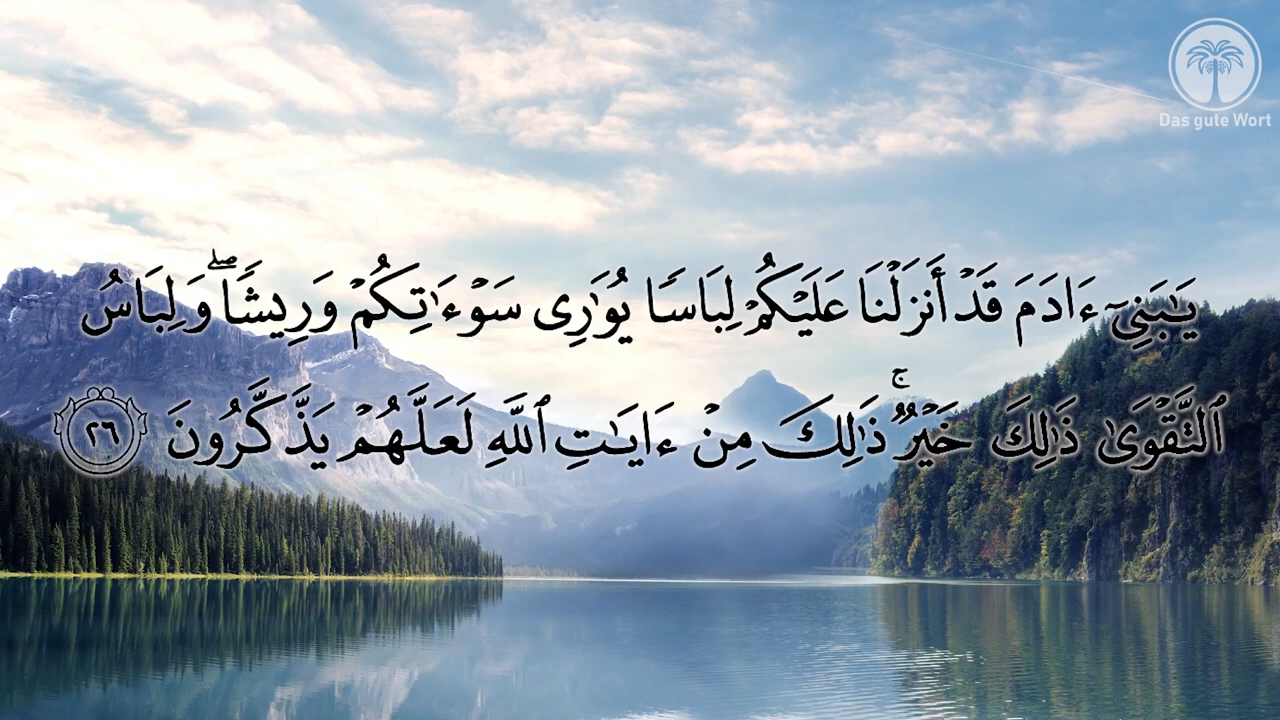 Das gute Wort
يَـٰبَنِىٓ ءَادَمَ قَدْ أَنزَلْنَا عَلَيْكُمْ لِبَاسًا يُوَٰرِى سَوْءَٰتِكُمْ وَرِيشًا ۖ وَلِبَاسُ
ٱلتَّقْوَىٰ ذَٰلِكَ خَيْرٌ ۚ ذَٰلِكَ مِنْ ءَايَـٰتِ ٱللَّهِ لَعَلَّهُمْ يَذَّكَّرُونَ ٢٦